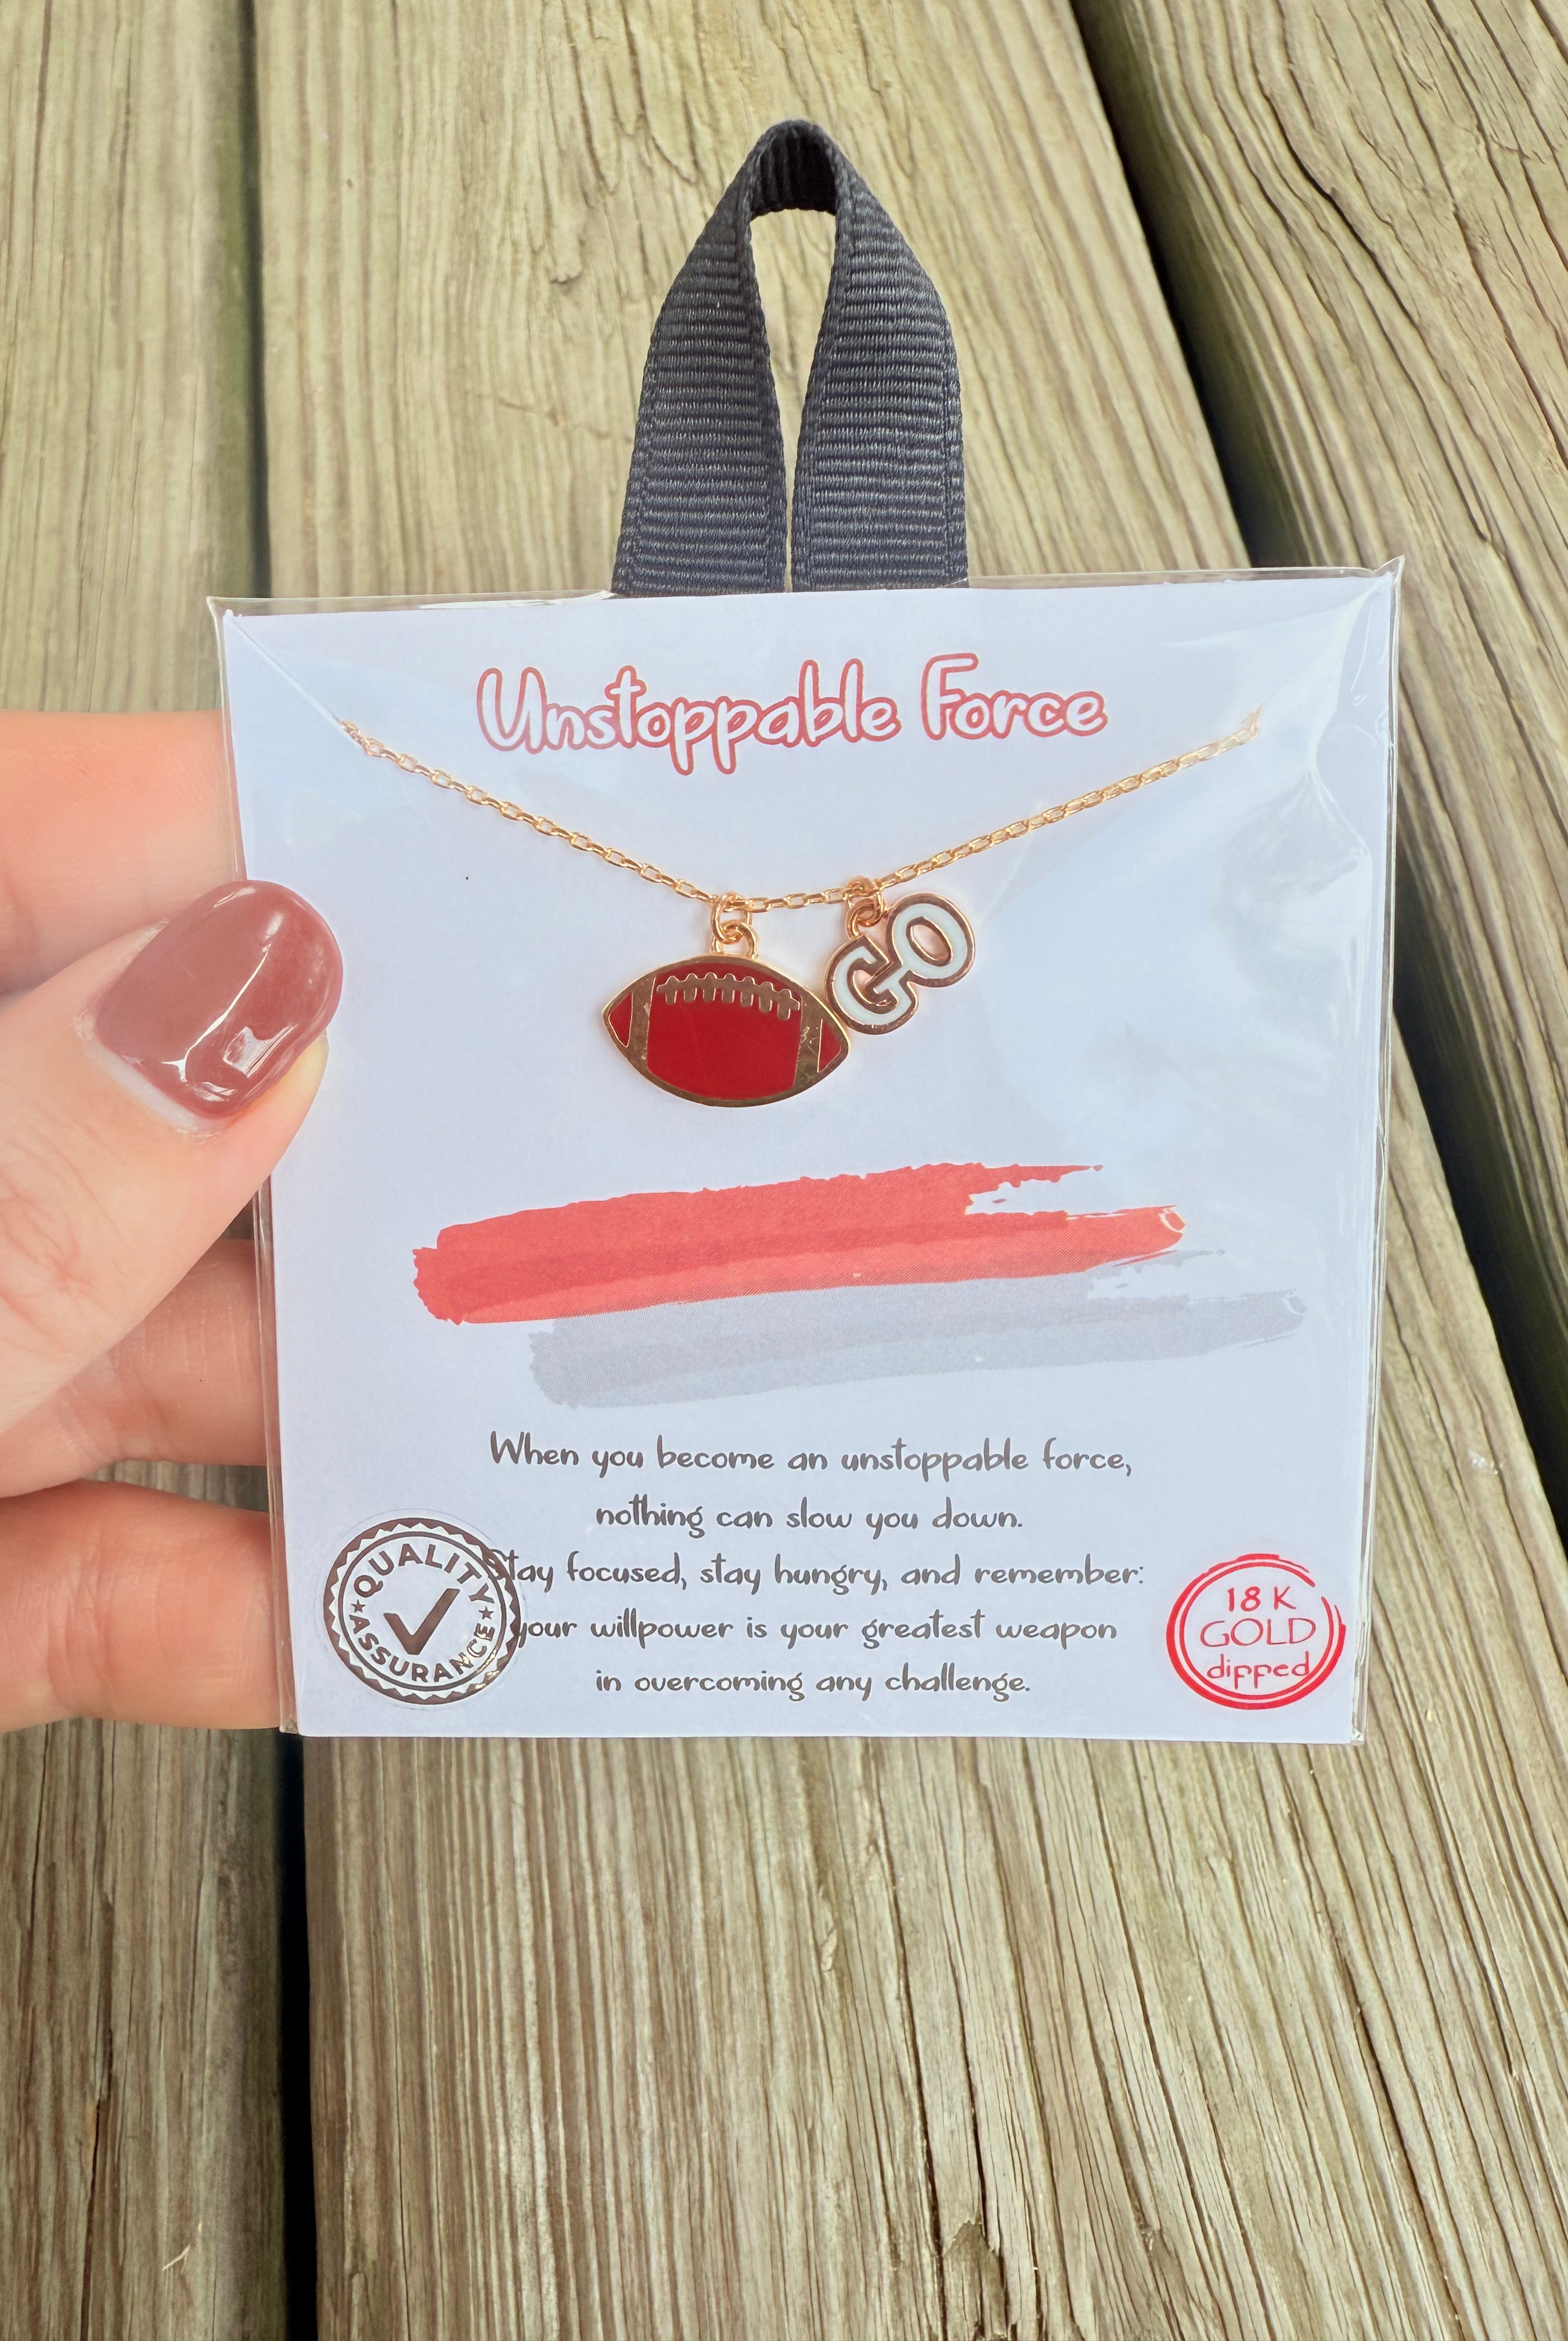 Unstoppable Force
GO
When you become an unstoppable force,
nothing can slow you down.
Stay focused, stay hungry, and remember:
your willpower is your greatest weapon
in overcoming any challenge.
QUALITY
ASSURANCE
18 K
GOLD
dipped